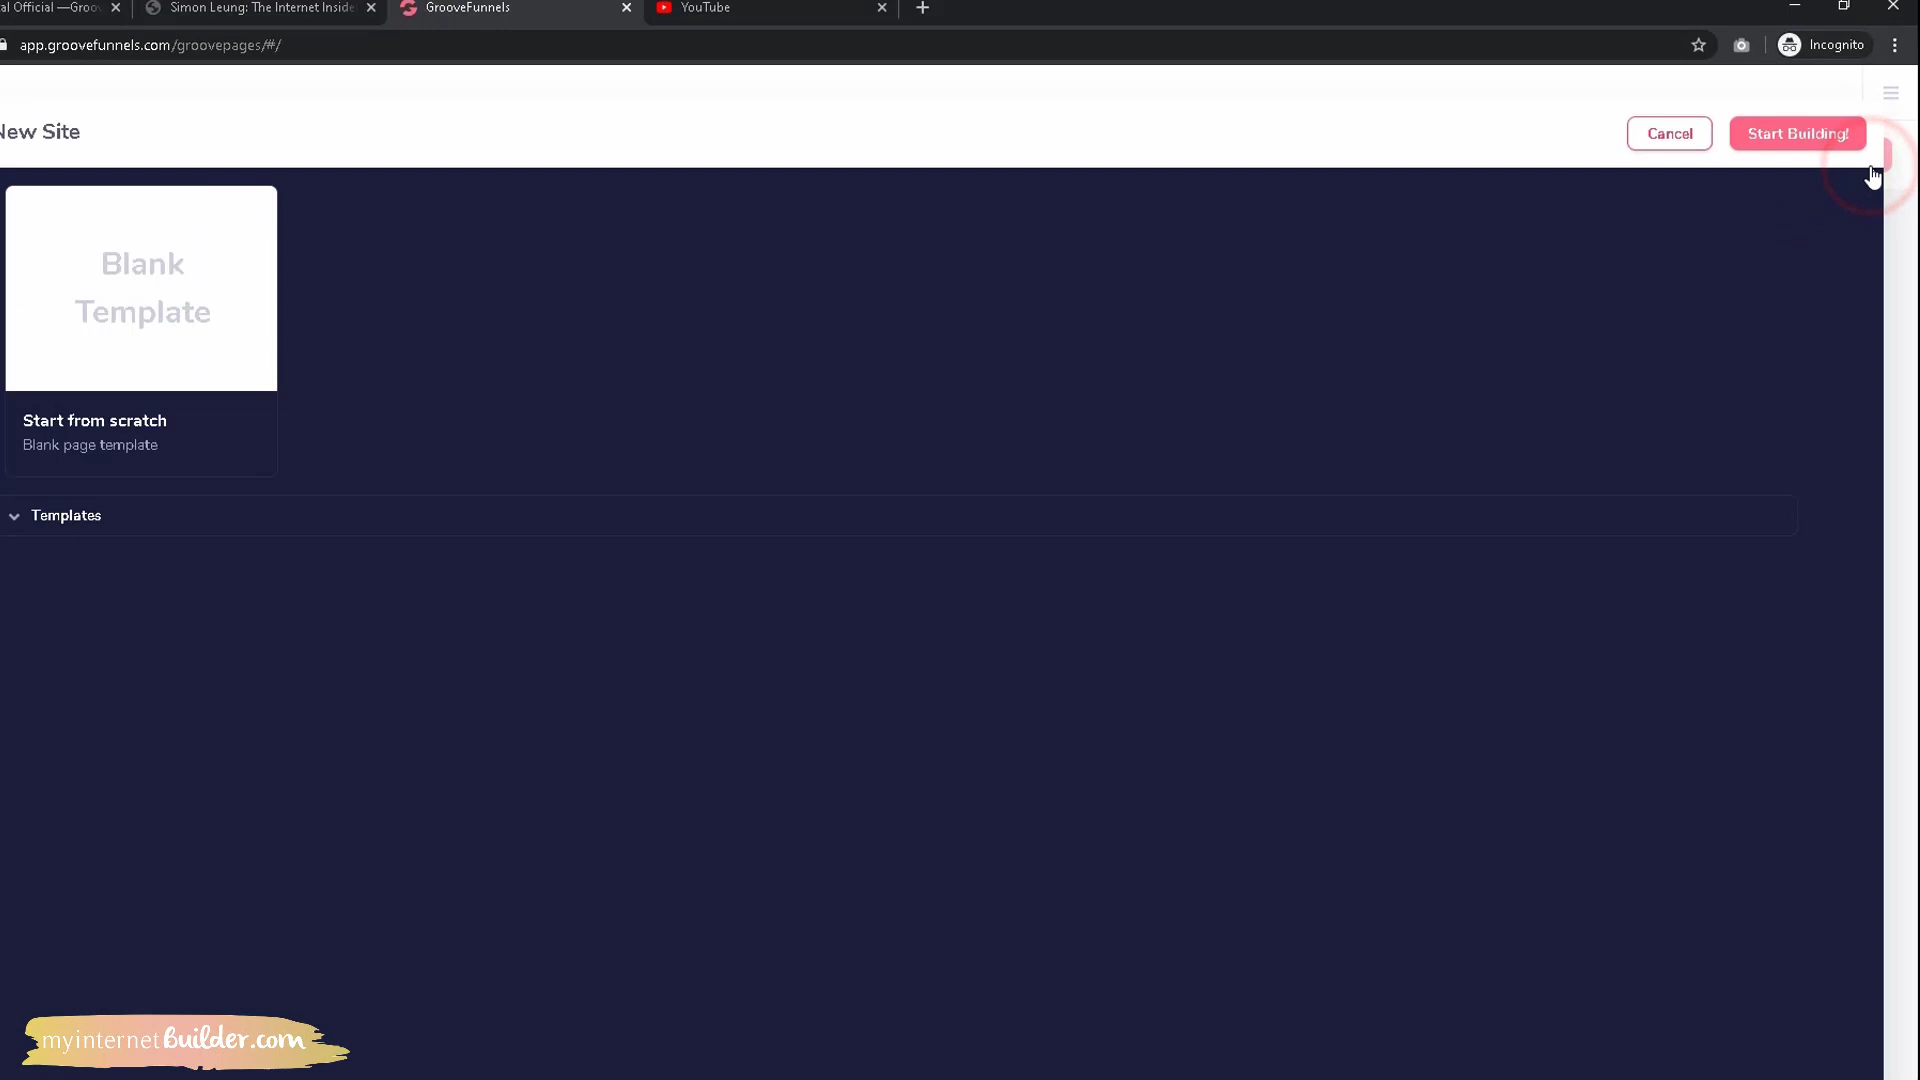 al Official —Groov
Simon Leung: The Internet Inside
GrooveFunnels
YouTube
app.groovefunnels.com/groovepages/#/
Incognito
New Site
Cancel
Start Building!
Blank
Template
Start from scratch
Blank page template
Templates
myinternetBuilder.com